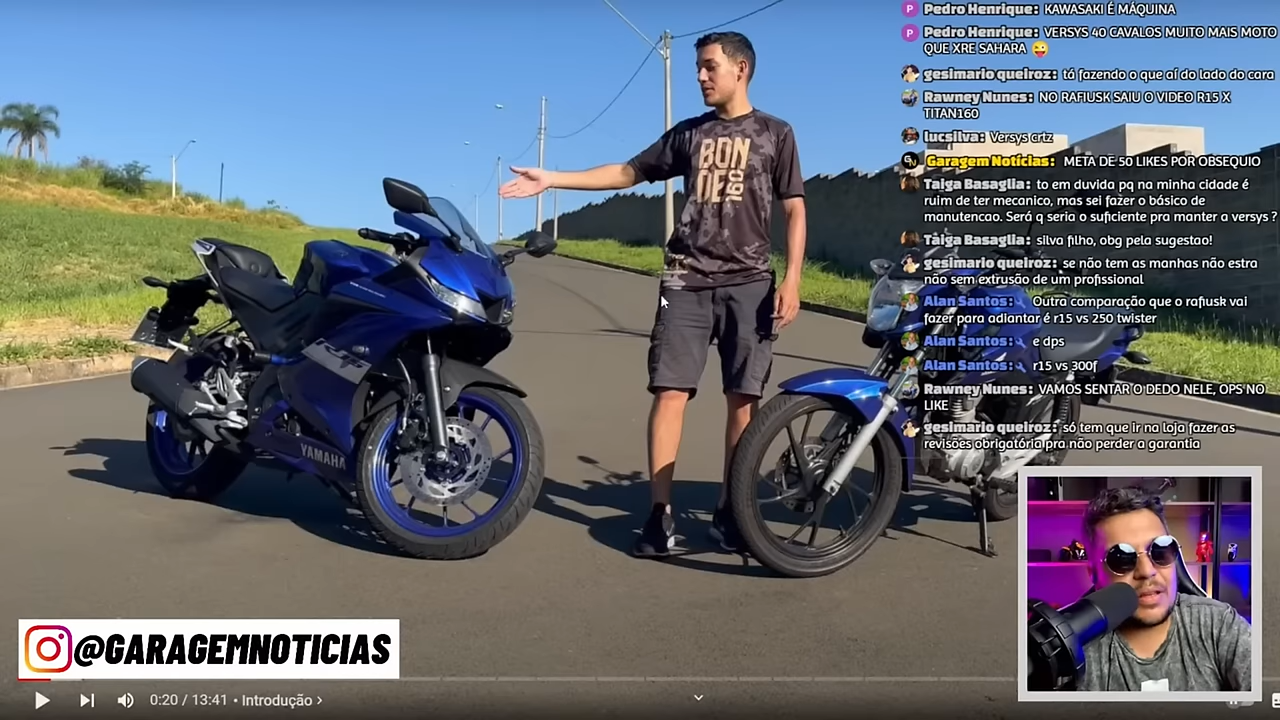 Pedro Henrique: KAWASAKI É MÁQUINA
Pedro Henrique: VERSYS 40 CAVALOS MUITO MAIS MOTO
QUE XRE SAHARA 😜
gesimario queiroz: tá fazendo o que aí do lado do cara
Rawney Nunes: NO RAFIUSK SAIU O VIDEO R15 X
TITAN160
lucsilva: Versys crtz
Garagem Notícias: META DE 50 LIKES POR OBSEQUIO
Taiga Basaglia: to em duvida pq na minha cidade é
ruim de ter mecanico, mas sei fazer o básico de
manutencao. Será q seria o suficiente pra manter a versys ?
Taiga Basaglia: silva filho, obg pela sugestao!
gesimario queiroz: se não tem as manhas não estra
não sem extrusão de um profissional
Alan Santos: Outra comparação que o rafiusk vai
fazer para adiantar é r15 vs 250 twister
Alan Santos: e dps
Alan Santos: r15 vs 300f
Rawney Nunes: VAMOS SENTAR O DEDO NELE, OPS NO
LIKE
gesimario queiroz: só tem que ir na loja fazer as
revisões obrigatória pra não perder a garantia
BON
DE160
YAMAHA
@GARAGEMNOTICIAS
0:20 / 13:41 • Introdução ›